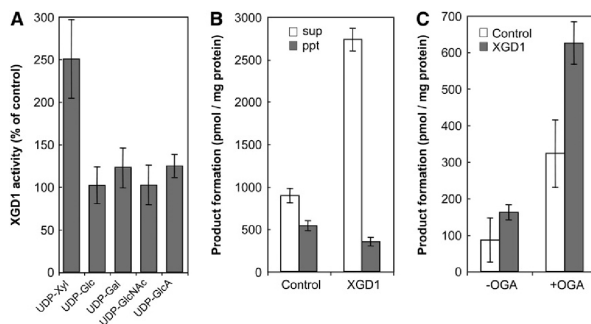 A
XGD1 activity (% of control)
300
250
200
150
100
50
0
UDP-Xyl
UDP-Glc
UDP-Gal
UDP-GlcNAc
UDP-GlcA
B
Product formation (pmol / mg protein)
3000
2500
2000
1500
1000
500
0
sup
ppt
Control
XGD1
C
Product formation (pmol / mg protein)
700
600
500
400
300
200
100
0
Control
XGD1
-OGA
+OGA